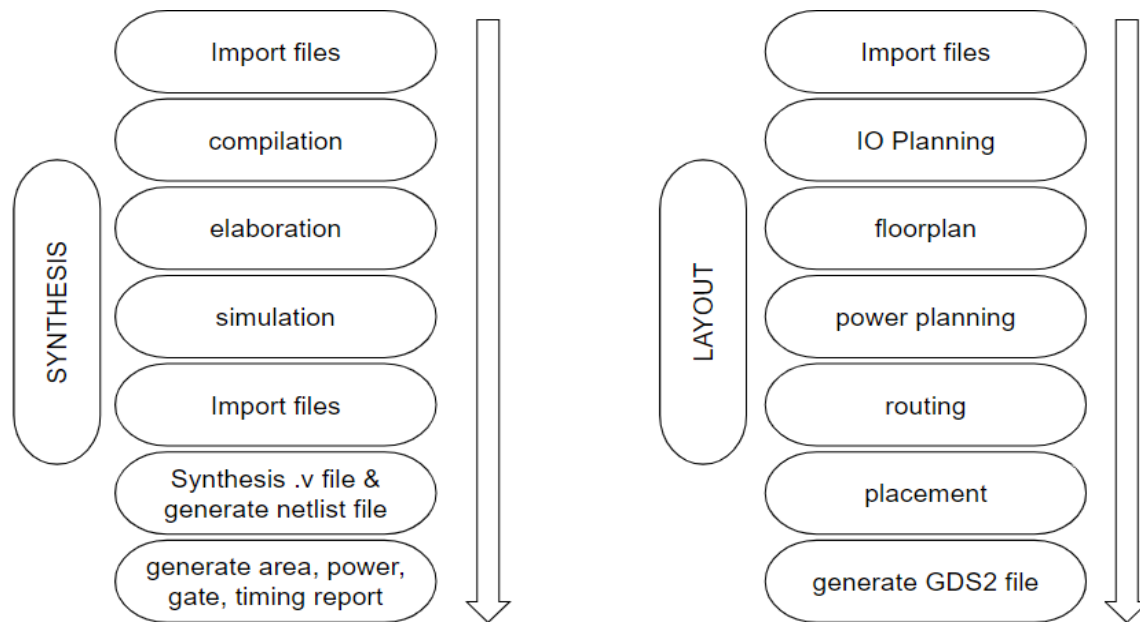 SYNTHESIS
Import files
compilation
elaboration
simulation
Import files
Synthesis .v file &
generate netlist file
generate area, power,
gate, timing report
LAYOUT
Import files
IO Planning
floorplan
power planning
routing
placement
generate GDS2 file